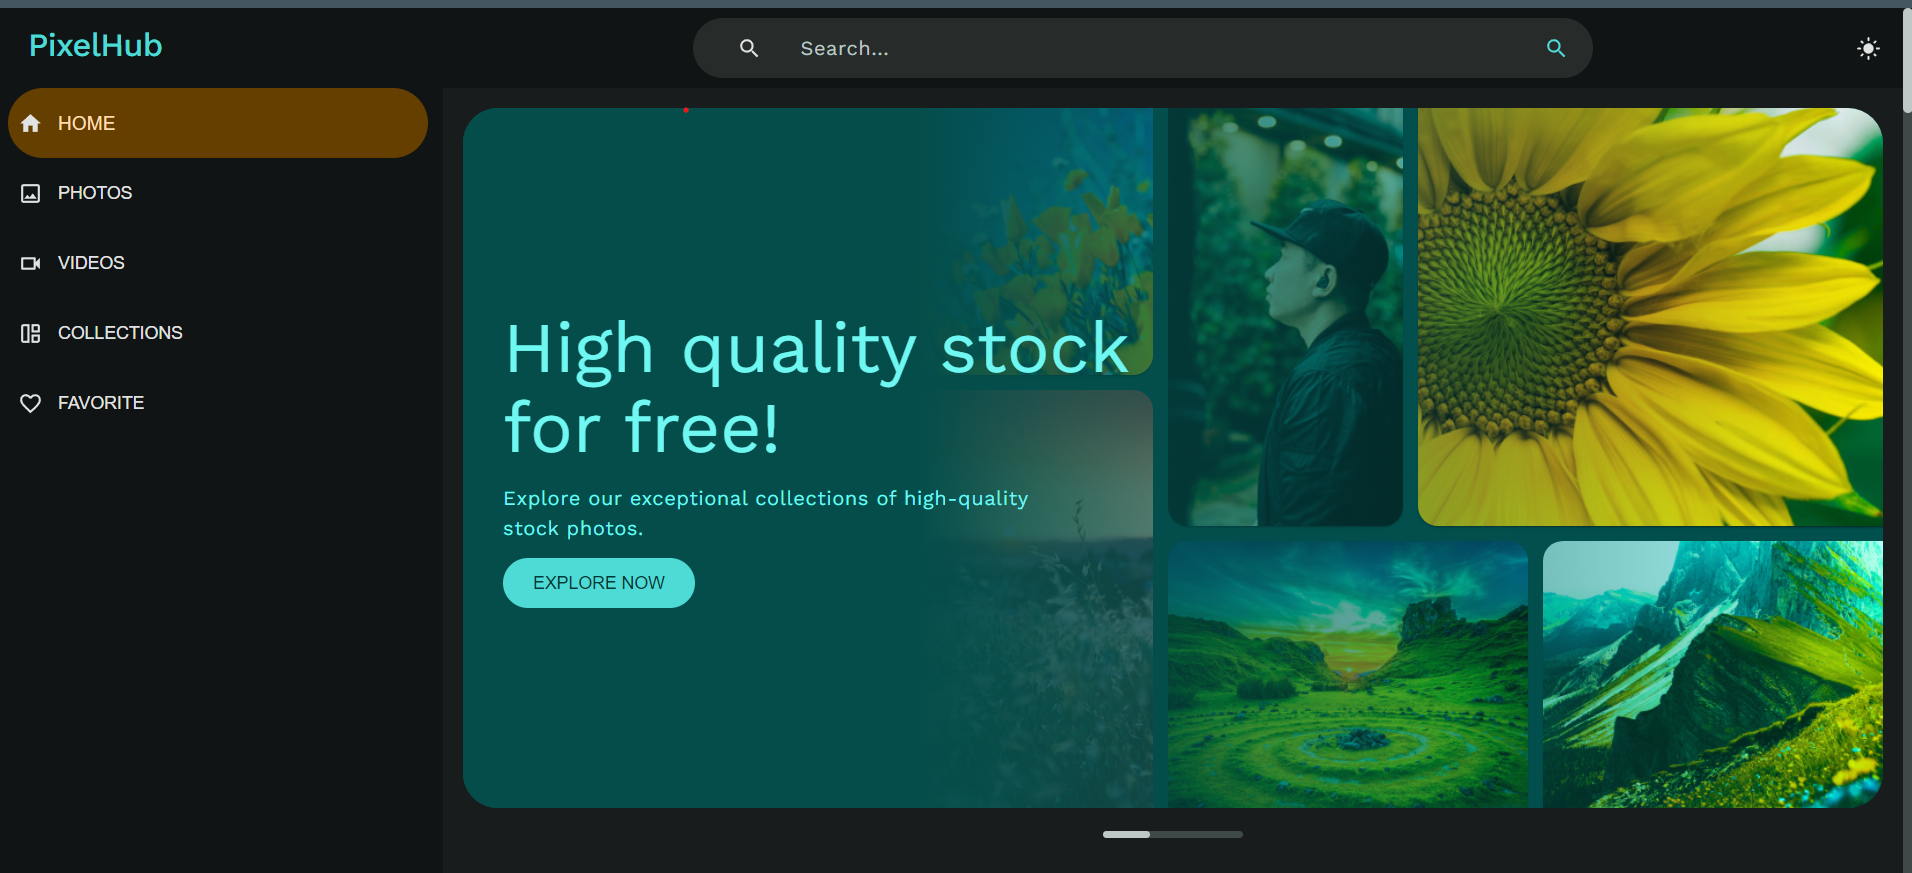 PixelHub
Search...
HOME
PHOTOS
VIDEOS
COLLECTIONS
FAVORITE
High quality stock
for free!
Explore our exceptional collections of high-quality
stock photos.
EXPLORE NOW